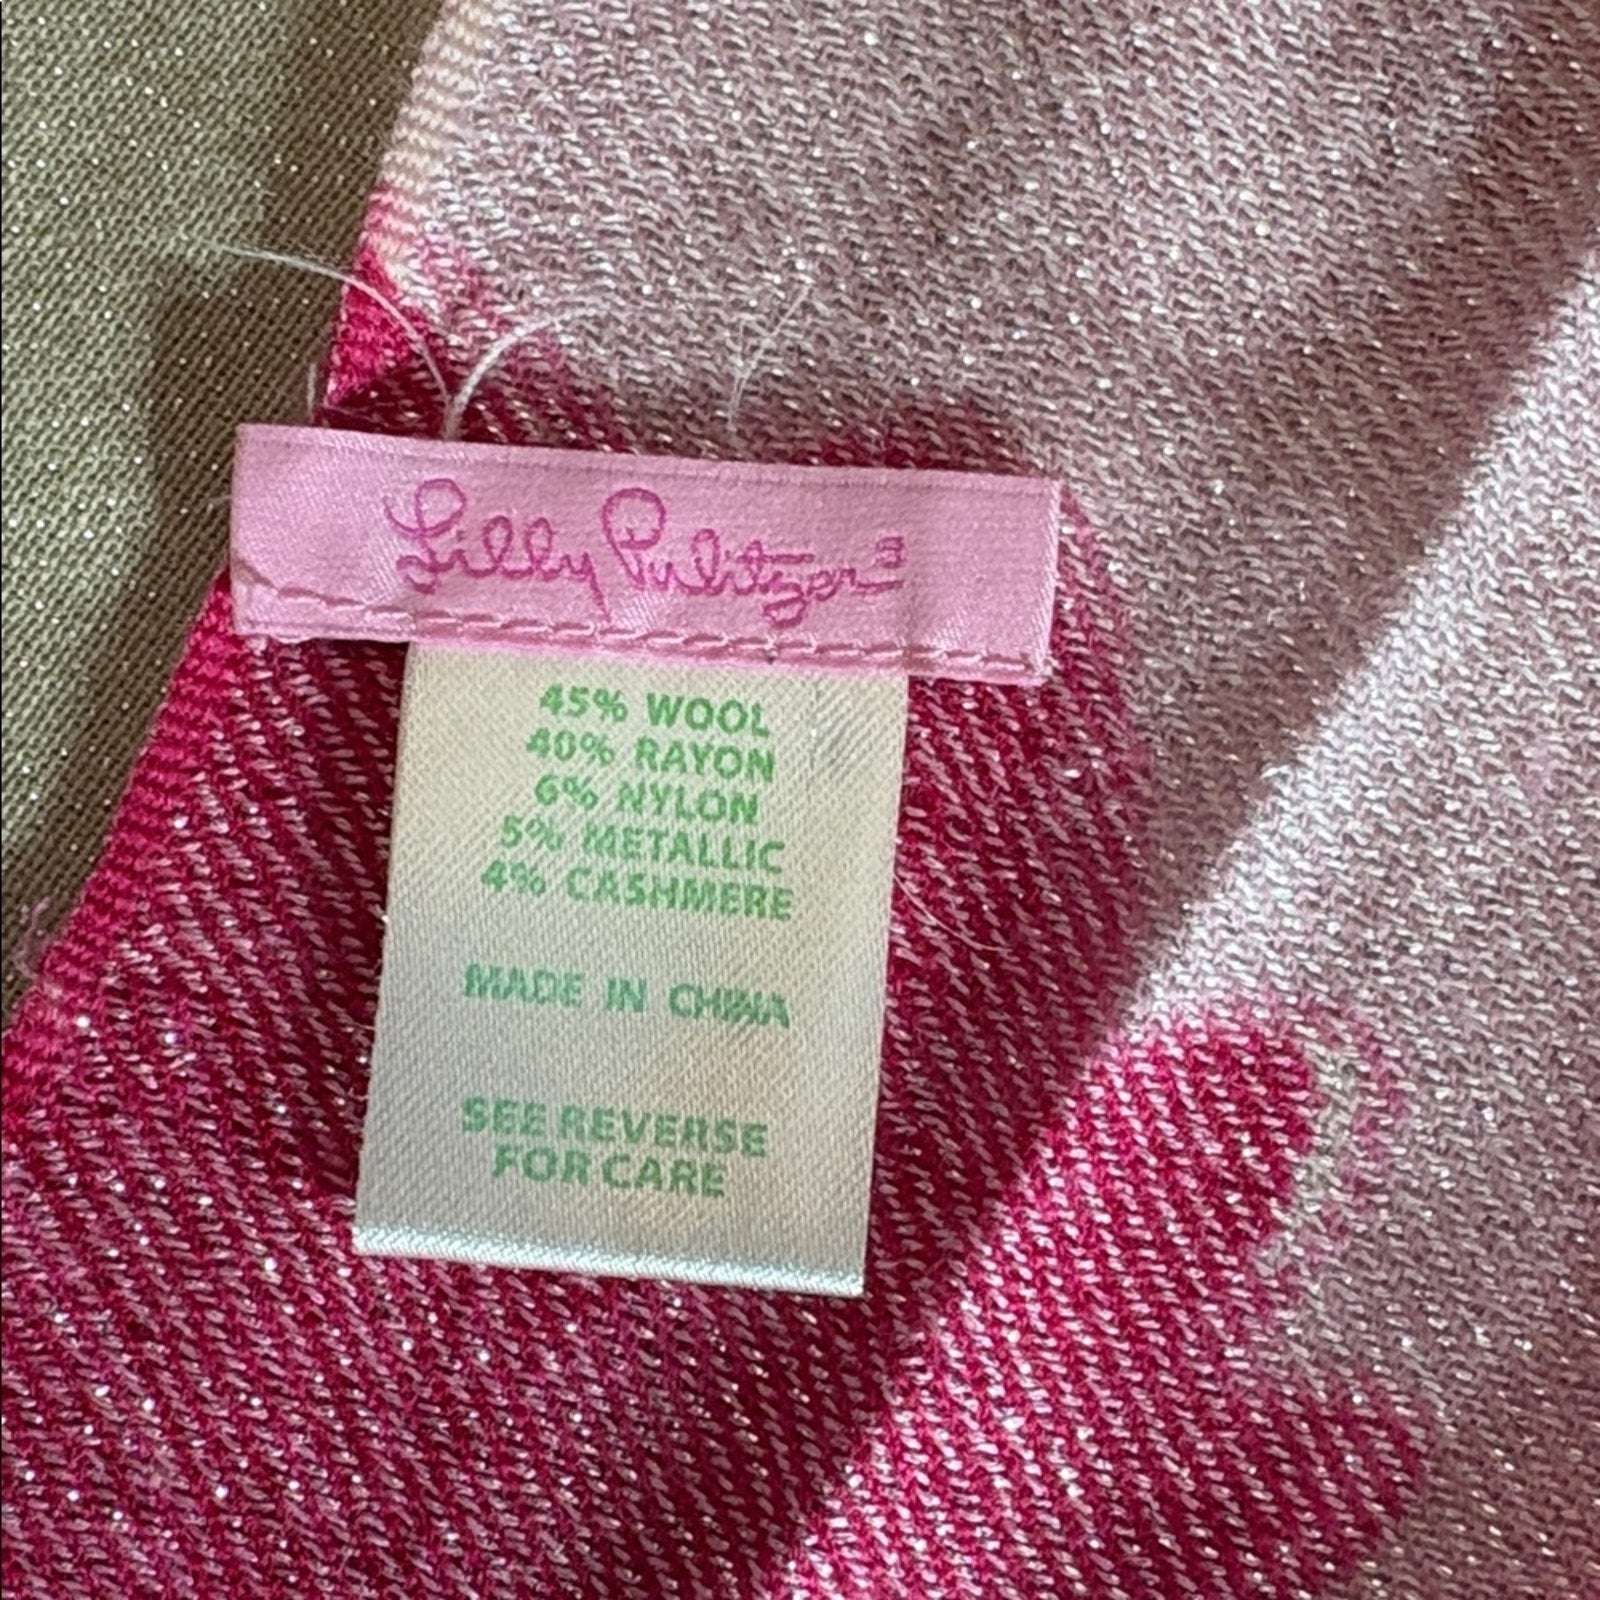 Lilly Pulitzer®
45% WOOL
40% RAYON
6% NYLON
5% METALLIC
4% CASHMERE
MADE IN CHINA
SEE REVERSE
FOR CARE